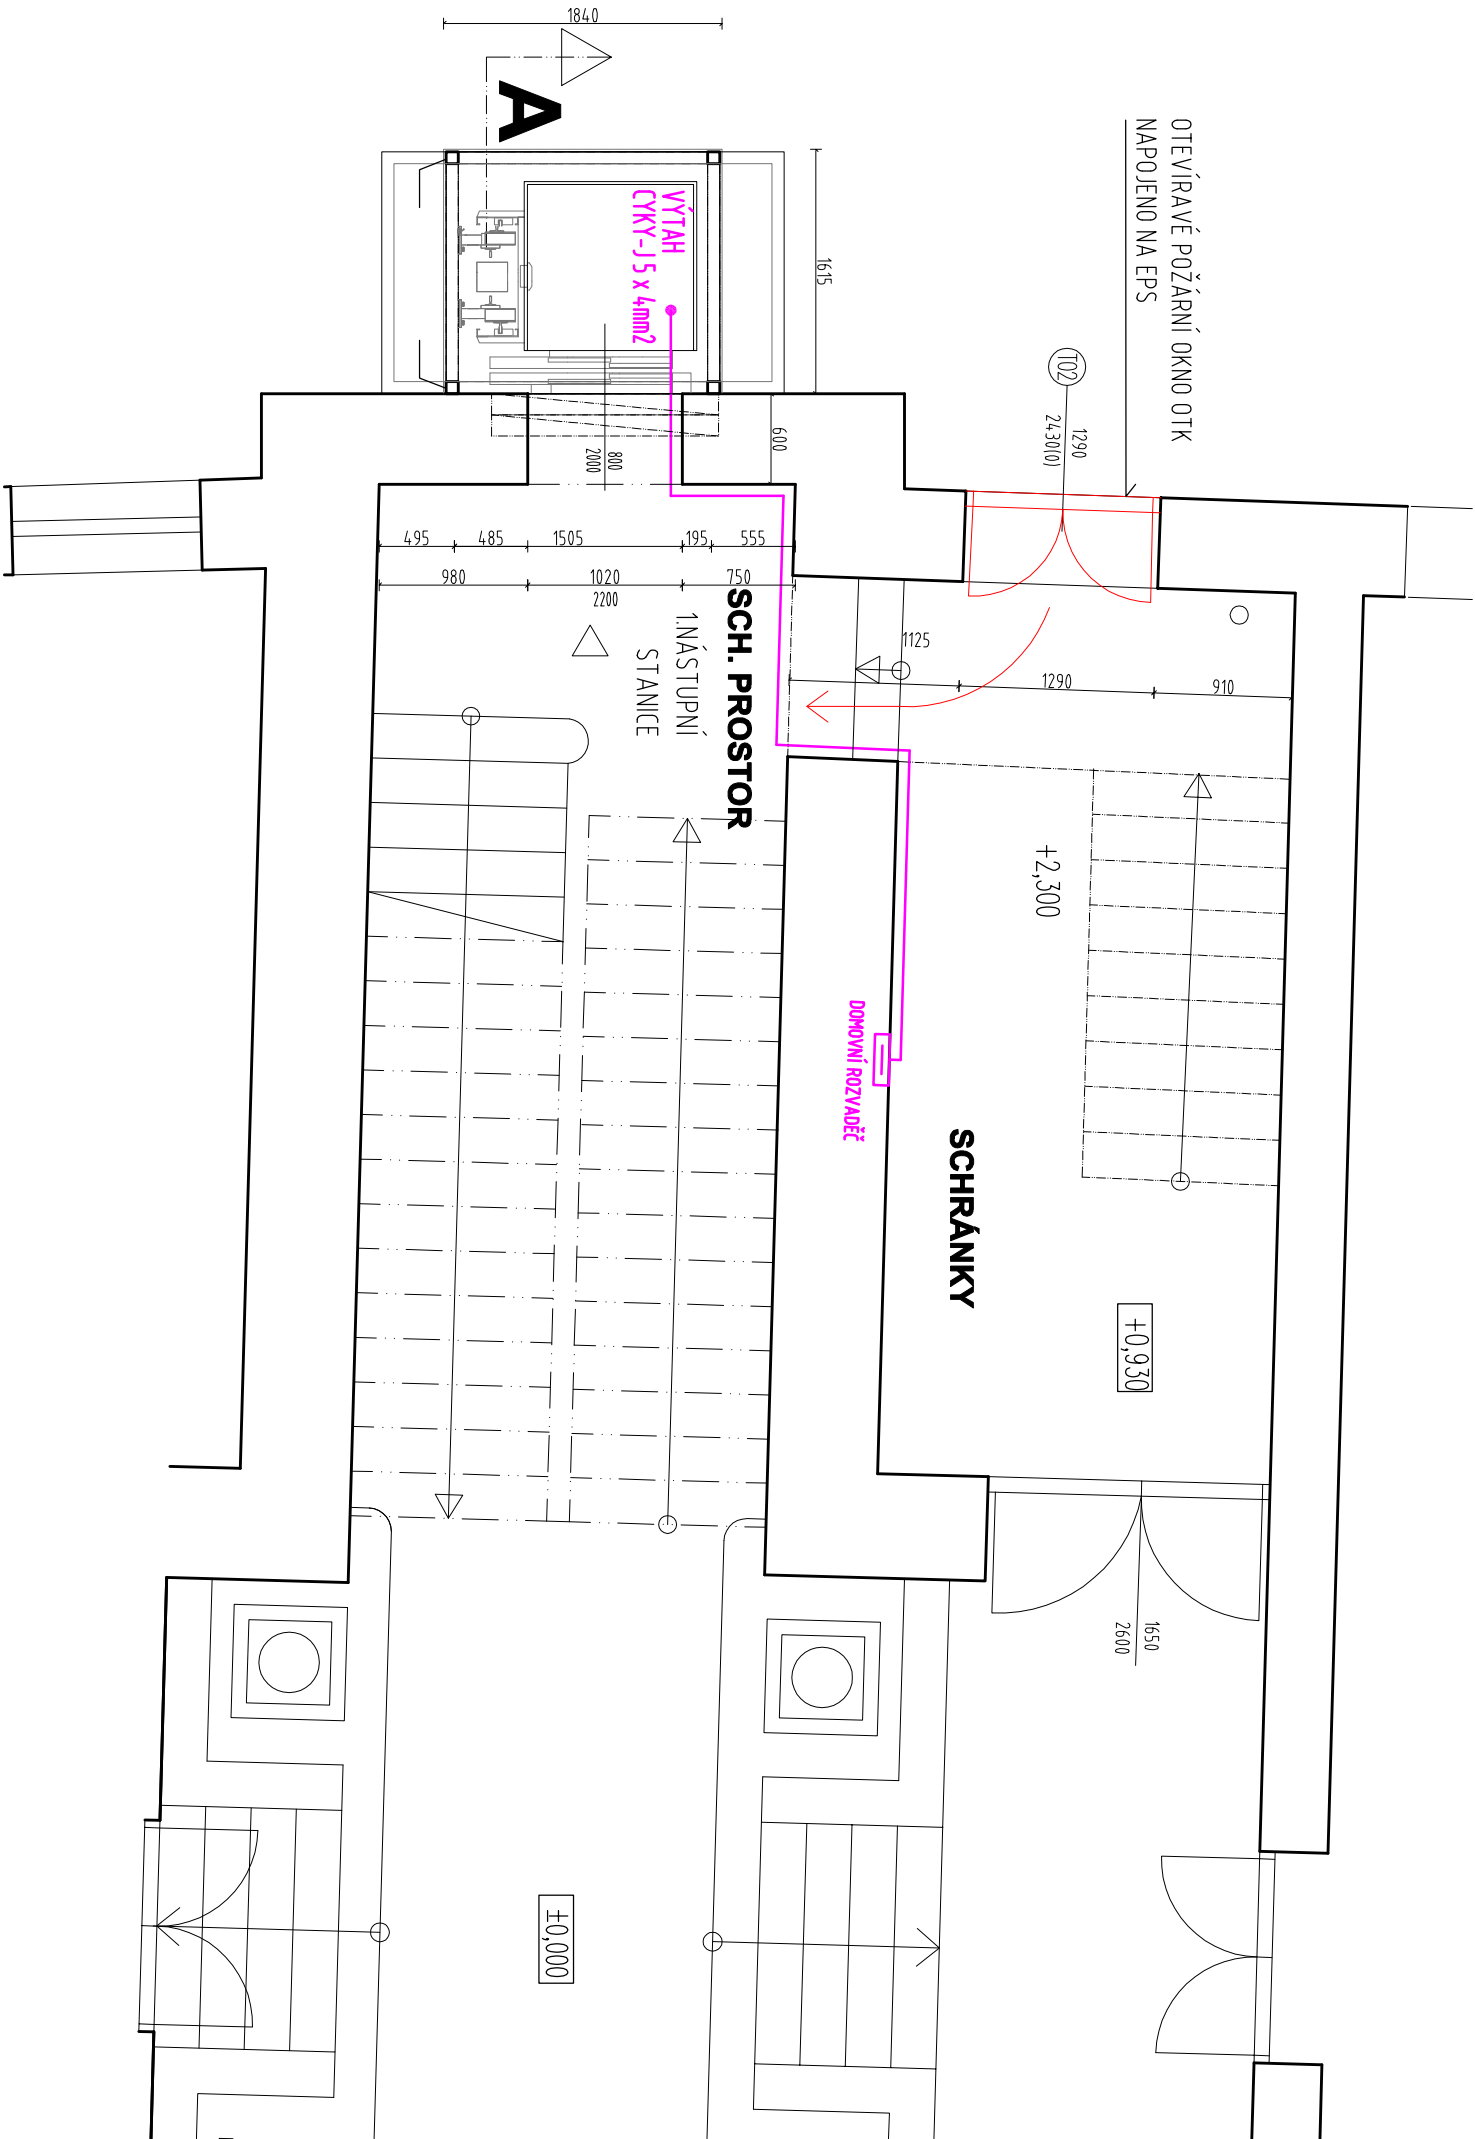 1840
A
OTEVÍRAVÉ POŽÁRNÍ OKNO OTK
NAPOJENO NA EPS
VÝTAH
CYKY-J 5 x 4mm2
1615
T02
1290
2430(0)
600
800
2000
495
485
1505
195
555
980
1020
2200
750
SCH. PROSTOR
1.NÁSTUPNÍ
STANICE
1125
1290
910
+2,300
DOMOVNÍ ROZVADĚČ
SCHRÁNKY
+0,930
1650
2600
±0,000